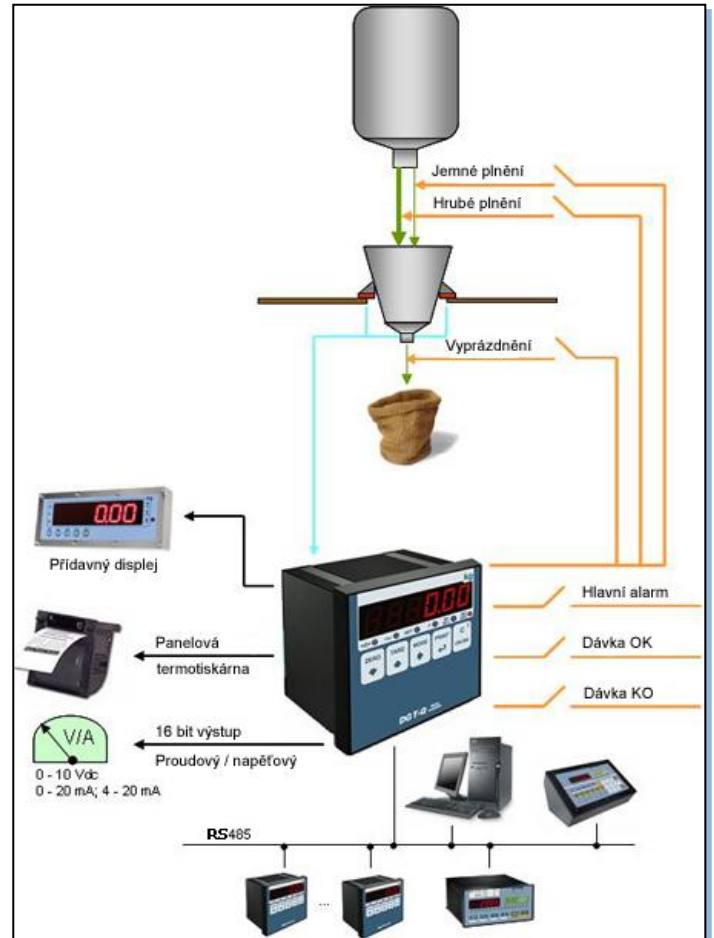 Jemné plnění
Hrubé plnění
Vyprázdnění
0.00
Přídavný displej
kg
0.00
Hlavní alarm
ZERO
TARE
MODE
PRINT
C
Panelová
termotiskárna
Dávka OK
DGT-Q
Dávka KO
V/A
16 bit výstup
Proudový / napěťový
0 - 10 Vdc
0 - 20 mA; 4 - 20 mA
RS485
...